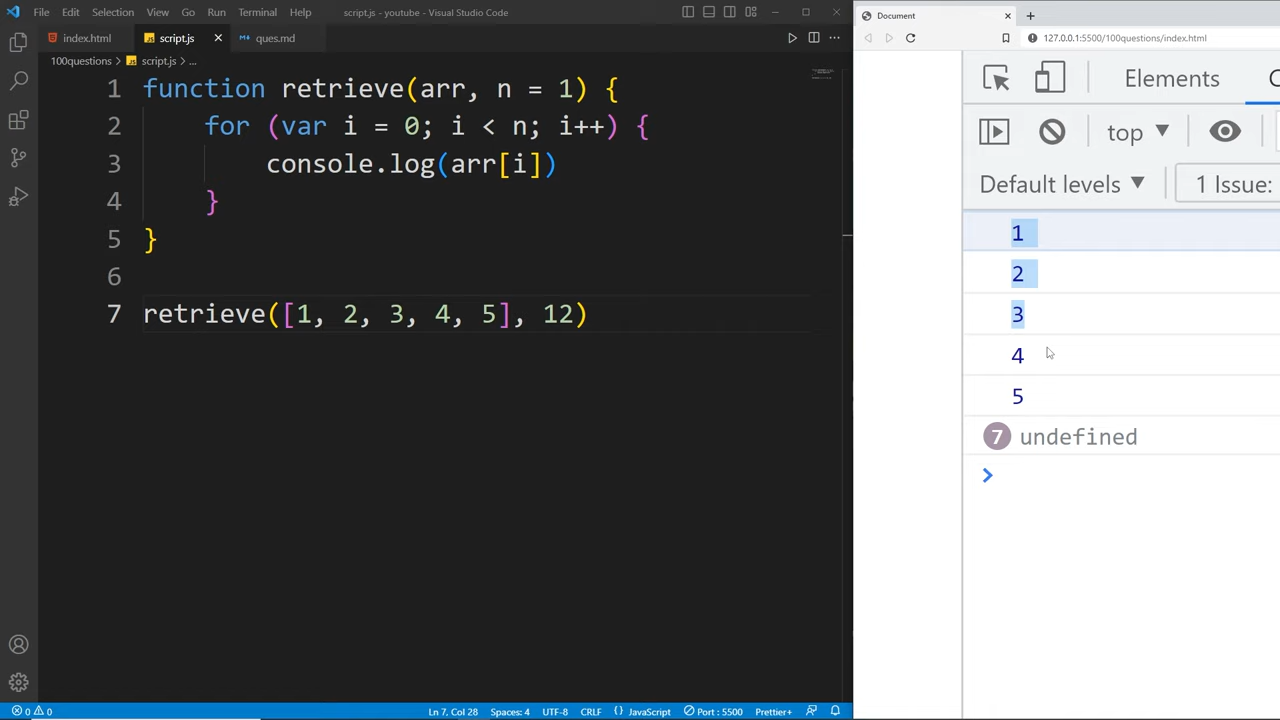 File Edit Selection View Go Run Terminal Help script.js - youtube - Visual Studio Code
index.html script.js ques.md
100questions > script.js > ...
1 function retrieve(arr, n = 1) {
2 for (var i = 0; i < n; i++) {
3 console.log(arr[i])
4 }
5 }
6
7 retrieve([1, 2, 3, 4, 5], 12)
0 0 Ln 7, Col 28 Spaces: 4 UTF-8 CRLF {} JavaScript Port : 5500 Prettier+
Document
127.0.0.1:5500/100questions/index.html
Elements
top
Default levels 1 Issue:
1
2
3
4
5
7 undefined